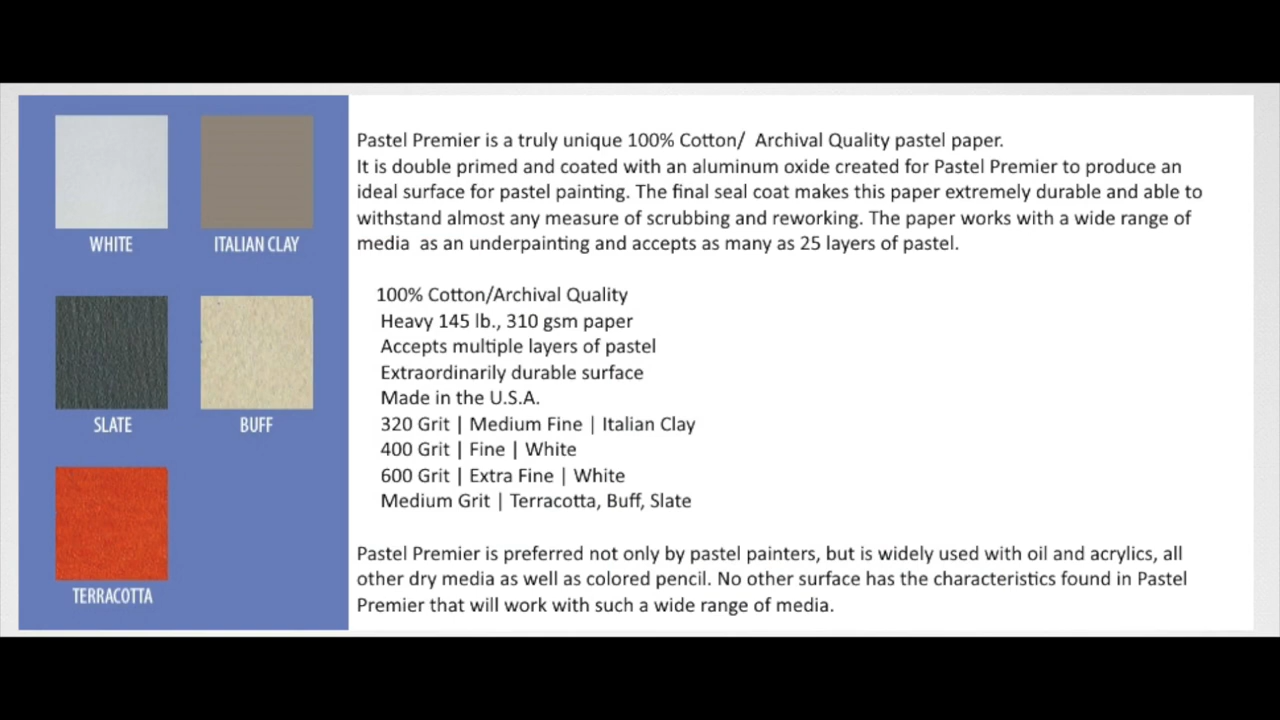 WHITE
ITALIAN CLAY
SLATE
BUFF
TERRACOTTA
Pastel Premier is a truly unique 100% Cotton/  Archival Quality pastel paper.
It is double primed and coated with an aluminum oxide created for Pastel Premier to produce an
ideal surface for pastel painting. The final seal coat makes this paper extremely durable and able to
withstand almost any measure of scrubbing and reworking. The paper works with a wide range of
media  as an underpainting and accepts as many as 25 layers of pastel.
100% Cotton/Archival Quality
Heavy 145 lb., 310 gsm paper
Accepts multiple layers of pastel
Extraordinarily durable surface
Made in the U.S.A.
320 Grit | Medium Fine | Italian Clay
400 Grit | Fine | White
600 Grit | Extra Fine | White
Medium Grit | Terracotta, Buff, Slate
Pastel Premier is preferred not only by pastel painters, but is widely used with oil and acrylics, all
other dry media as well as colored pencil. No other surface has the characteristics found in Pastel
Premier that will work with such a wide range of media.